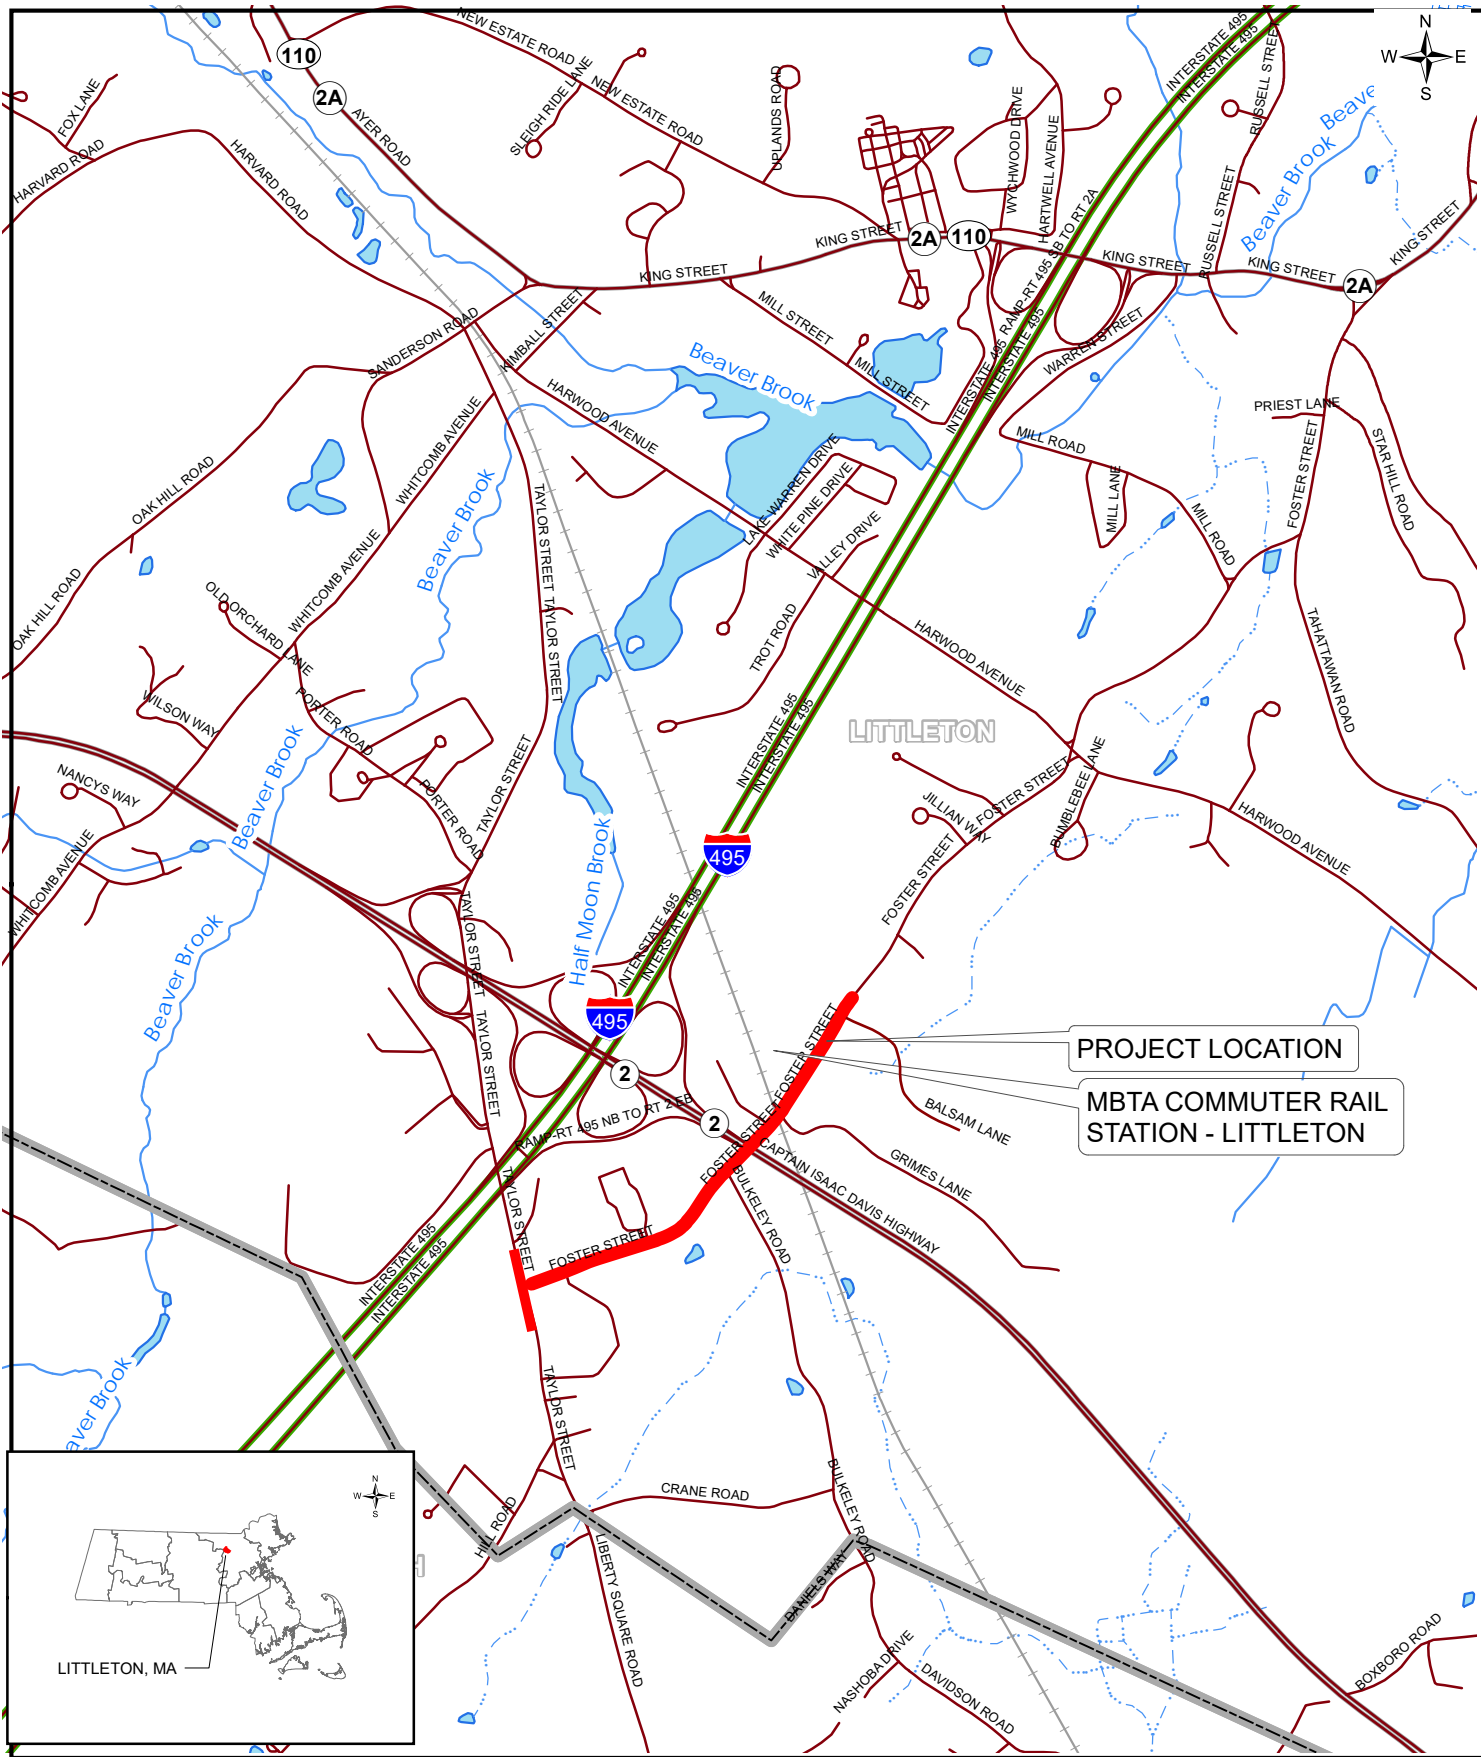 NEW ESTATE ROAD
INTERSTATE 495
INTERSTATE 495
N
W
E
S
110
2A
AYER ROAD
FOX LANE
SLEIGH RIDE LANE
NEW ESTATE ROAD
UPLANDS ROAD
WYCHWOOD DRIVE
HARTWELL AVENUE
RUSSELL STREET
Beaver Brook
HARVARD ROAD
HARVARD ROAD
KING STREET
2A
110
KING STREET
RUSSELL STREET
KING STREET
2A
KING STREET
KING STREET
MILL STREET
MILL STREET
RAMP-RT 495 SB TO RT 2A
INTERSTATE 495
INTERSTATE 495
WARREN STREET
SANDERSON ROAD
KIMBALL STREET
HARWOOD AVENUE
Beaver Brook
MILL ROAD
MILL LANE
MILL ROAD
PRIEST LANE
FOSTER STREET
STAR HILL ROAD
OAK HILL ROAD
OAK HILL ROAD
WHITCOMB AVENUE
WHITCOMB AVENUE
Beaver Brook
TAYLOR STREET
TAYLOR STREET
LAKE WARREN DRIVE
WHITE PINE DRIVE
VALLEY DRIVE
TROT ROAD
HARWOOD AVENUE
TAHATTAWAN ROAD
OLD ORCHARD LANE
WILSON WAY
PORTER ROAD
PORTER ROAD
NANCYS WAY
WHITCOMB AVENUE
Beaver Brook
TAYLOR STREET
INTERSTATE 495
INTERSTATE 495
LITTLETON
JILLIAN WAY
FOSTER STREET
BUMBLEBEE LANE
HARWOOD AVENUE
FOSTER STREET
495
Half Moon Brook
INTERSTATE 495
INTERSTATE 495
Beaver Brook
TAYLOR STREET
TAYLOR STREET
495
2
FOSTER STREET
FOSTER STREET
PROJECT LOCATION
MBTA COMMUTER RAIL
STATION - LITTLETON
BALSAM LANE
GRIMES LANE
RAMP-RT 495 NB TO RT 2 EB
2
CAPTAIN ISAAC DAVIS HIGHWAY
BULKELEY ROAD
TAYLOR STREET
FOSTER STREET
INTERSTATE 495
INTERSTATE 495
TAYLOR STREET
CRANE ROAD
BULKELEY ROAD
HILL ROAD
LIBERTY SQUARE ROAD
DANIELS WAY
NASHOBA DRIVE
DAVIDSON ROAD
BOXBORO ROAD
N
W
E
S
LITTLETON, MA